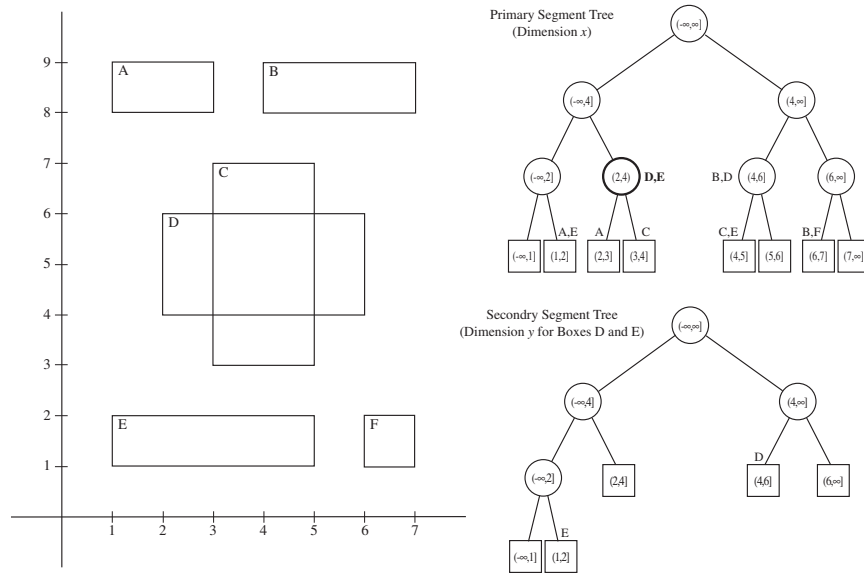 9
A
B
8
7
C
6
D
5
4
3
2
E
F
1
1 2 3 4 5 6 7
Primary Segment Tree
(Dimension x)
(-∞,∞]
(-∞,4]
(4,∞]
(-∞,2]
(2,4)
D,E
B,D
(4,6]
(6,∞]
A,E
A
C
C,E
B,F
(-∞,1]
(1,2]
(2,3]
(3,4]
(4,5]
(5,6]
(6,7]
(7,∞]
Secondry Segment Tree
(Dimension y for Boxes D and E)
(-∞,∞]
(-∞,4]
(4,∞]
D
(-∞,2]
(2,4]
(4,6]
(6,∞]
E
(-∞,1]
(1,2]